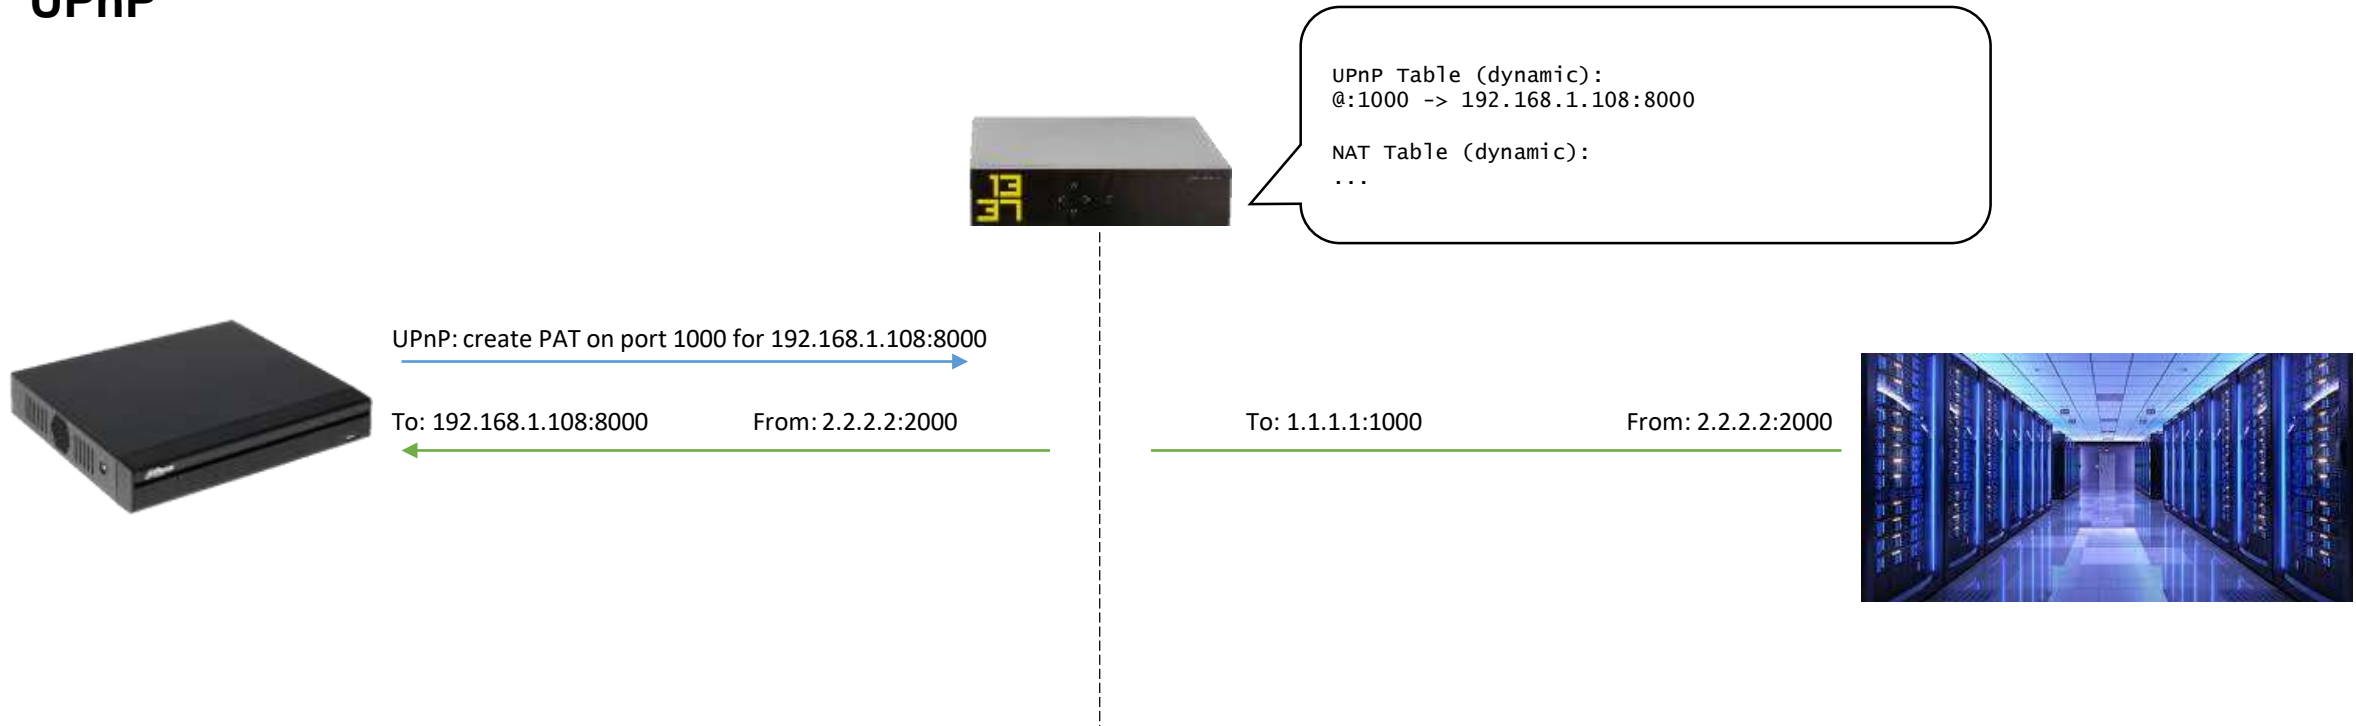 UPnP
UPnP Table (dynamic):
@:1000 -> 192.168.1.108:8000
NAT Table (dynamic):
...
13
37
UPnP: create PAT on port 1000 for 192.168.1.108:8000
To: 192.168.1.108:8000 From: 2.2.2.2:2000
To: 1.1.1.1:1000 From: 2.2.2.2:2000